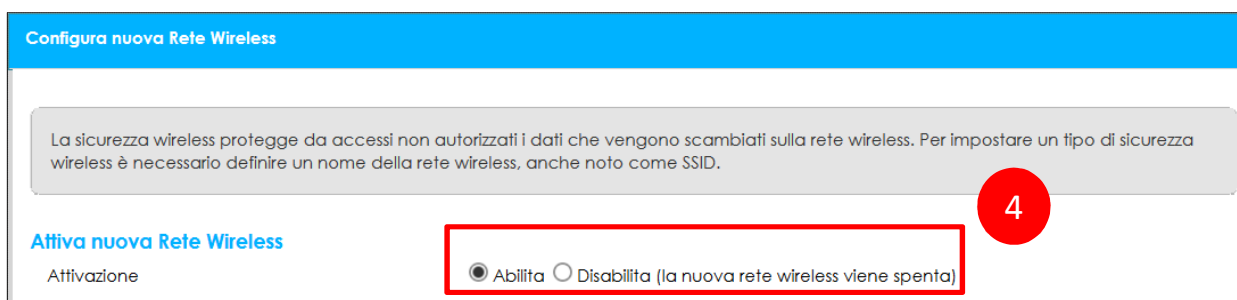 Configura nuova Rete Wireless
La sicurezza wireless protegge da accessi non autorizzati i dati che vengono scambiati sulla rete wireless. Per impostare un tipo di sicurezza
wireless è necessario definire un nome della rete wireless, anche noto come SSID.
4
Attiva nuova Rete Wireless
Attivazione Abilita Disabilita (la nuova rete wireless viene spenta)